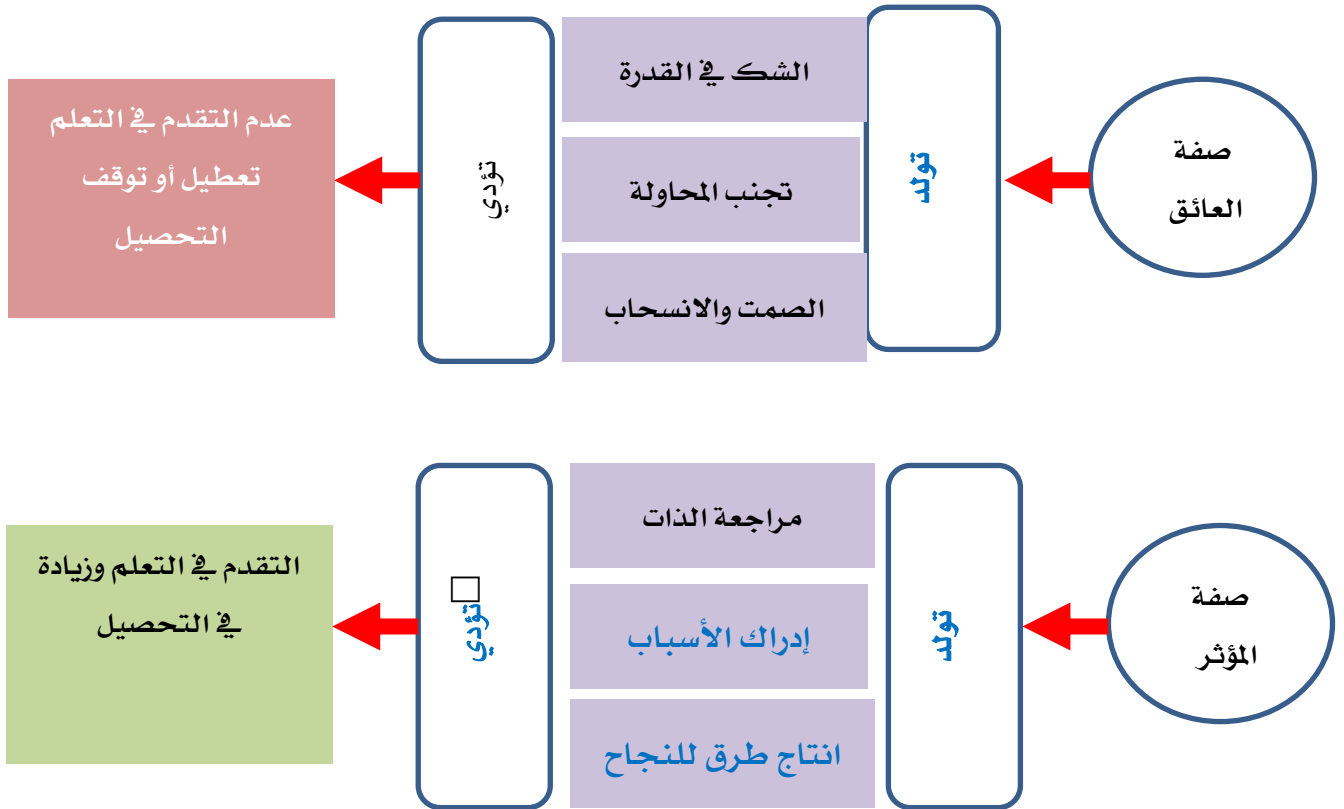 صفة
العائق
تولد
الشك في القدرة
تجنب المحاولة
الصمت والانسحاب
تؤدي
عدم التقدم في التعلم
تعطيل أو توقف
التحصيل
صفة
المؤثر
تولد
مراجعة الذات
إدراك الأسباب
انتاج طرق للنجاح
تؤدي
التقدم في التعلم وزيادة
في التحصيل